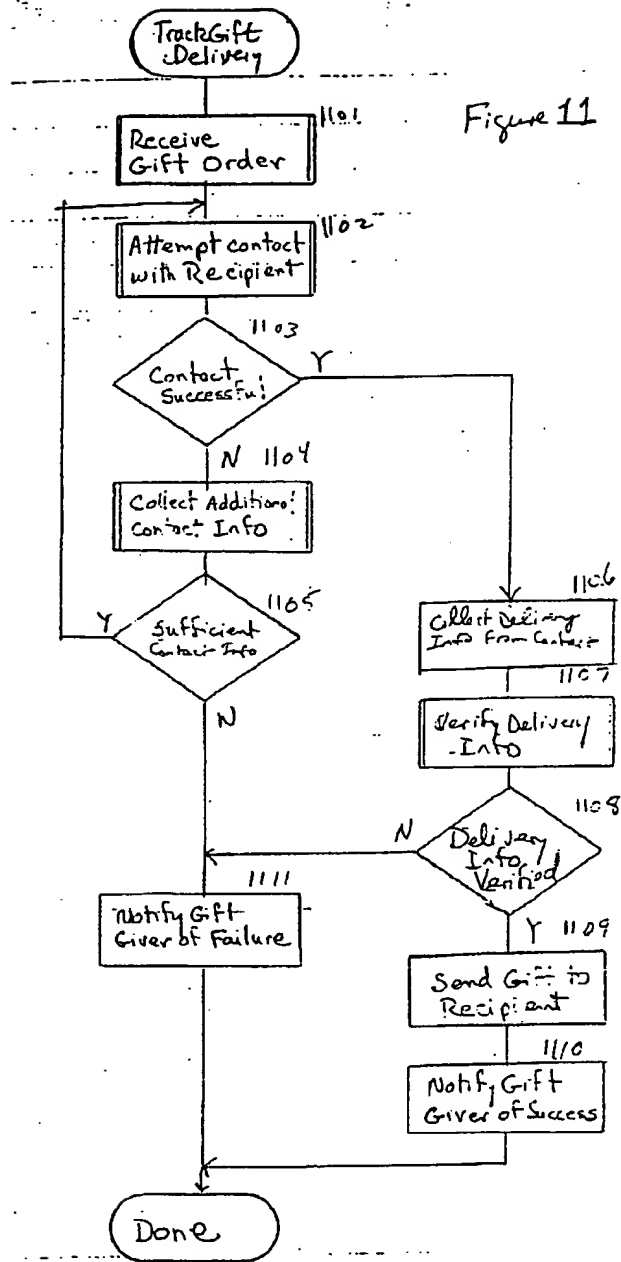 TrackGift
Delivery
Figure 11
1101
Receive
Gift Order
1102
Attempt contact
with Recipient
1103
Contact
Successful
Y
N
1104
Collect Additional
Contact Info
1105
Sufficient
Contact Info
Y
N
1106
Collect Delivery
Info From Contact
1107
Verify Delivery
Info
1108
Delivery
Info
Verified
N
Y
1109
Send Gift to
Recipient
1110
Notify Gift
Giver of Success
1111
Notify Gift
Giver of Failure
Done